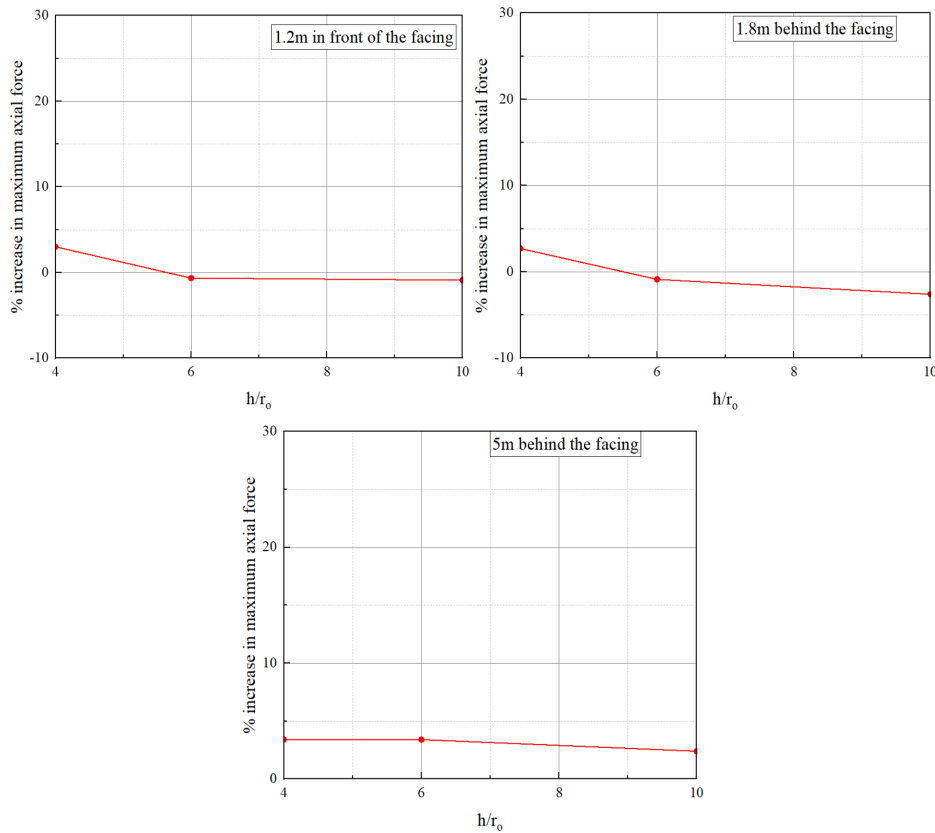 1.2m in front of the facing
% increase in maximum axial force
30
20
10
0
-10
4
6
8
10
h/rₒ
1.8m behind the facing
% increase in maximum axial force
30
20
10
0
-10
4
6
8
10
h/rₒ
5m behind the facing
% increase in maximum axial force
30
20
10
0
4
6
8
10
h/rₒ